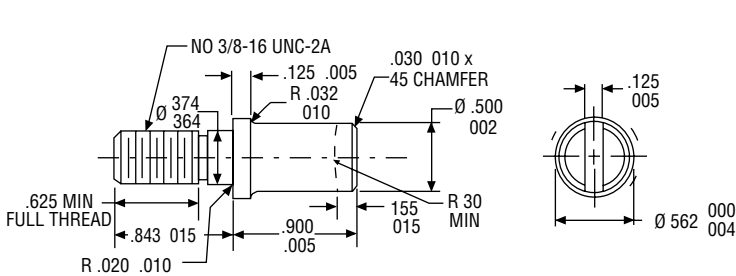 NO 3/8-16 UNC-2A
.125 .005
R .032
010
.030 010 x
45 CHAMFER
Ø 374
364
Ø .500
002
.625 MIN
FULL THREAD
.843 015
R .020 .010
.900
.005
155
015
R 30
MIN
.125
005
Ø 562 000
004